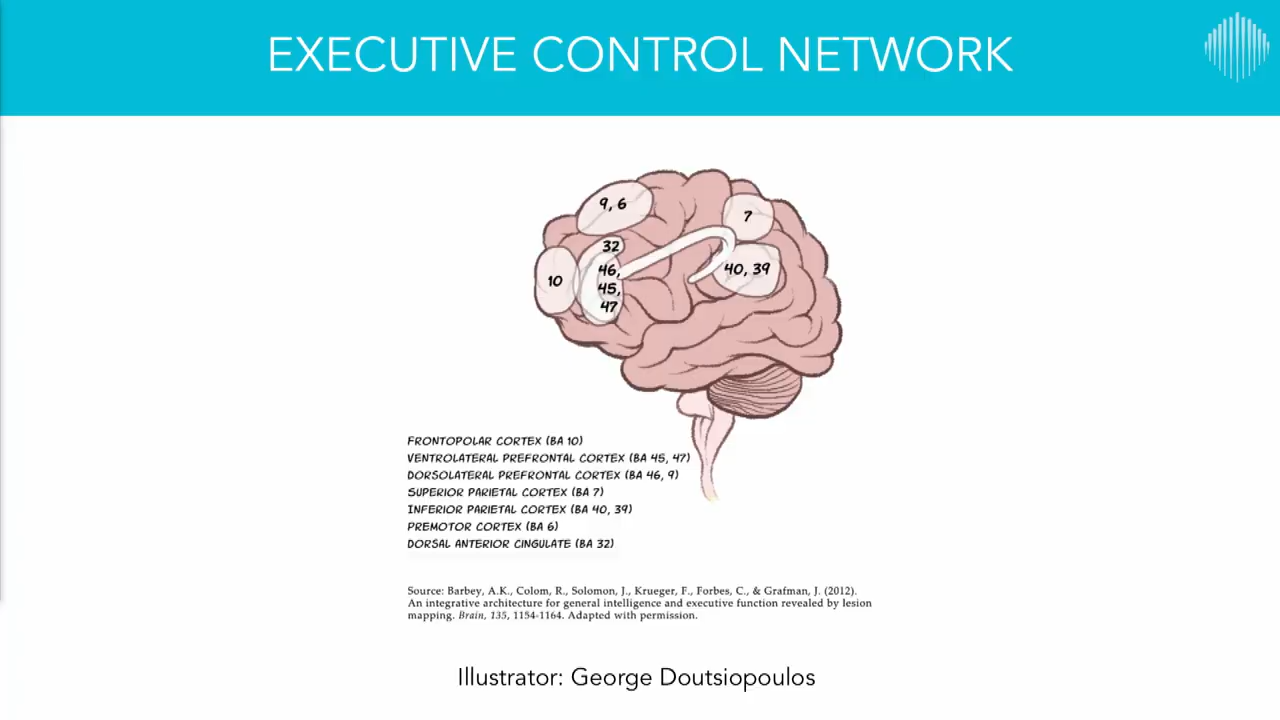 EXECUTIVE CONTROL NETWORK
9, 6
7
32
46,
45,
47
10
40, 39
FRONTOPOLAR CORTEX (BA 10)
VENTROLATERAL PREFRONTAL CORTEX (BA 45, 47)
DORSOLATERAL PREFRONTAL CORTEX (BA 46, 9)
SUPERIOR PARIETAL CORTEX (BA 7)
INFERIOR PARIETAL CORTEX (BA 40, 39)
PREMOTOR CORTEX (BA 6)
DORSAL ANTERIOR CINGULATE (BA 32)
Source: Barbey, A.K., Colom, R., Solomon, J., Krueger, F., Forbes, C., & Grafman, J. (2012).
An integrative architecture for general intelligence and executive function revealed by lesion
mapping. Brain, 135, 1154-1164. Adapted with permission.
Illustrator: George Doutsiopoulos